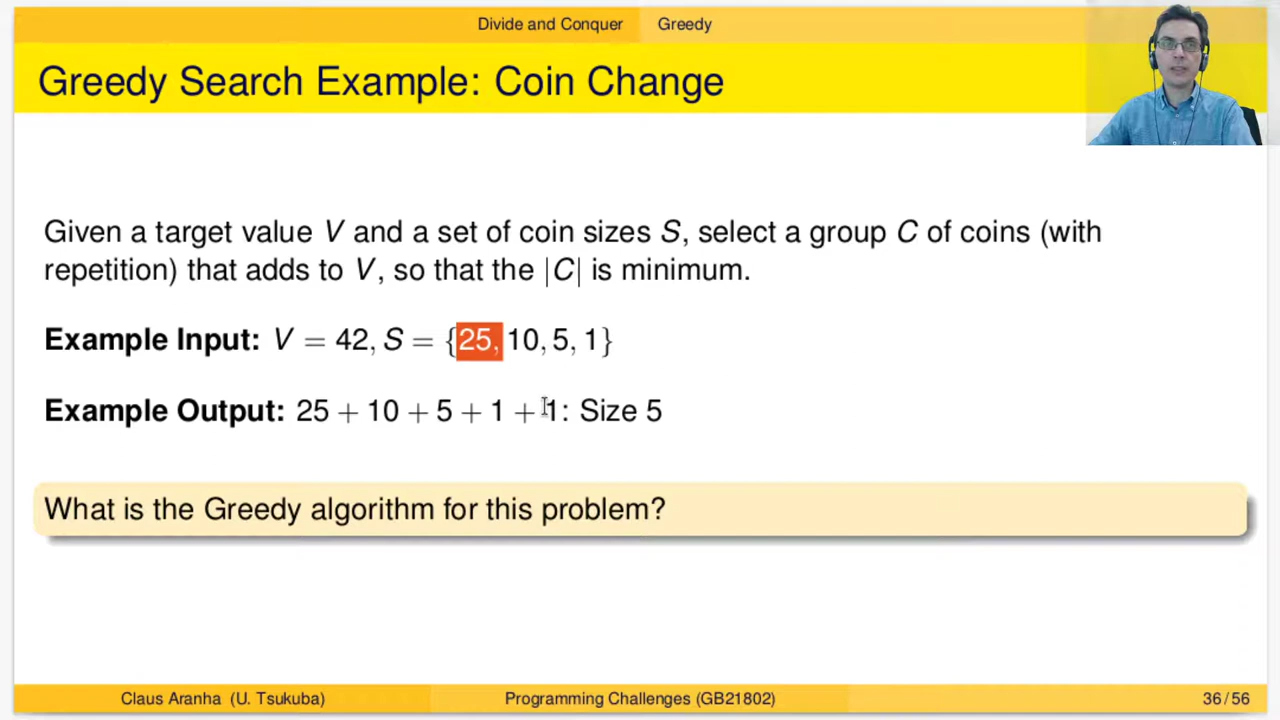 Divide and Conquer Greedy
Greedy Search Example: Coin Change
Given a target value V and a set of coin sizes S, select a group C of coins (with
repetition) that adds to V, so that the |C| is minimum.
Example Input: V = 42, S = {25, 10, 5, 1}
Example Output: 25 + 10 + 5 + 1 + 1: Size 5
What is the Greedy algorithm for this problem?
Claus Aranha (U. Tsukuba) Programming Challenges (GB21802) 36 / 56